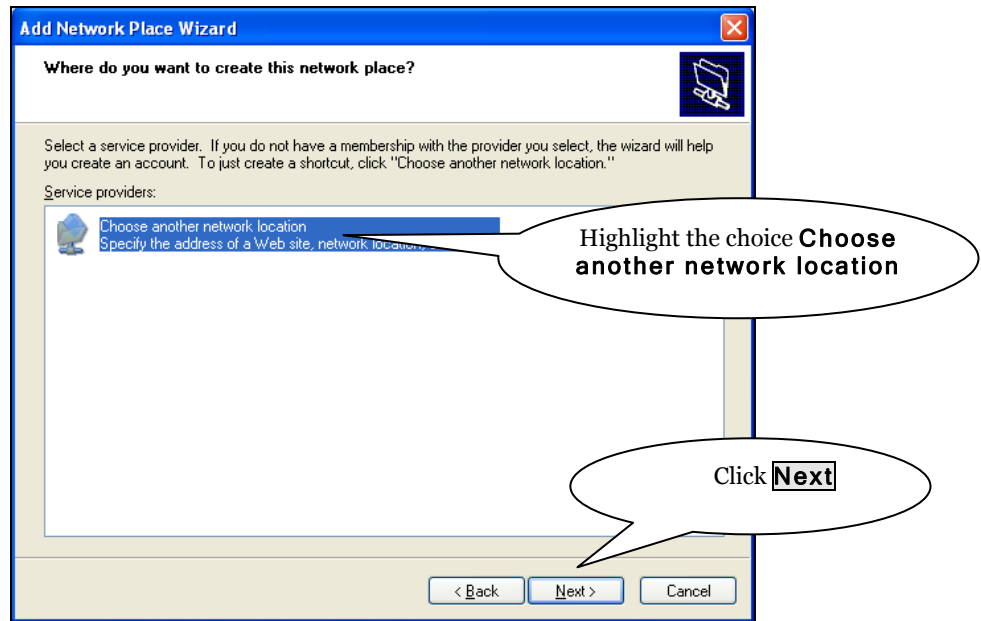 Add Network Place Wizard
Where do you want to create this network place?
Select a service provider. If you do not have a membership with the provider you select, the wizard will help
you create an account. To just create a shortcut, click "Choose another network location."
Service providers:
Choose another network location
Specify the address of a Web site, network location,
Highlight the choice Choose
another network location
Click Next
< Back
Next >
Cancel